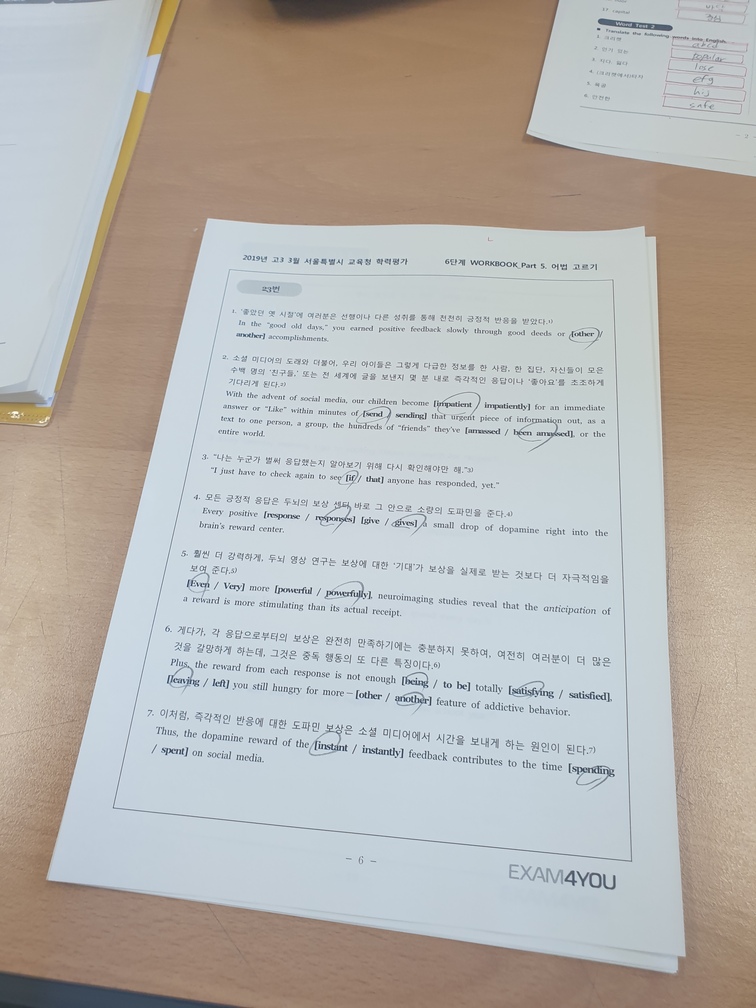 11. capital
Word Test 2
Translate the following words into English.
1. 크리켓
abcd
popular
3. 지다, 잃다
lose
efg
hij
6. 안전한
safe
- 2 -
2019년 고3 3월 서울특별시 교육청 학력평가 6단계 WORKBOOK_Part 5. 어법 고르기
23번
1. '좋았던 옛 시절'에 여러분은 선행이나 다른 성취를 통해 천천히 긍정적 반응을 받았다.1)
In the "good old days," you earned positive feedback slowly through good deeds or [other /
another] accomplishments.
2. 소셜 미디어의 도래와 더불어, 우리 아이들은 그렇게 다급한 정보를 한 사람, 한 집단, 자신들이 모은
수백 명의 '친구들,' 또는 전 세계에 글을 보낸지 몇 분 내로 즉각적인 응답이나 '좋아요'를 초조하게
기다리게 된다.2)
With the advent of social media, our children become [impatient / impatiently] for an immediate
answer or "Like" within minutes of [send / sending] that urgent piece of information out, as a
text to one person, a group, the hundreds of "friends" they've [amassed / been amassed], or the
entire world.
3. "나는 누군가 벌써 응답했는지 알아보기 위해 다시 확인해야만 해."3)
"I just have to check again to see [if / that] anyone has responded, yet."
4. 모든 긍정적 응답은 두뇌의 보상 센터 바로 그 안으로 소량의 도파민을 준다.4)
Every positive [response / responses] [give / gives] a small drop of dopamine right into the
brain's reward center.
5. 훨씬 더 강력하게, 두뇌 영상 연구는 보상에 대한 '기대'가 보상을 실제로 받는 것보다 더 자극적임을
보여 준다.5)
[Even / Very] more [powerful / powerfully], neuroimaging studies reveal that the anticipation of
a reward is more stimulating than its actual receipt.
6. 게다가, 각 응답으로부터의 보상은 완전히 만족하기에는 충분하지 못하여, 여전히 여러분이 더 많은
것을 갈망하게 하는데, 그것은 중독 행동의 또 다른 특징이다.6)
Plus, the reward from each response is not enough [being / to be] totally [satisfying / satisfied],
[leaving / left] you still hungry for more – [other / another] feature of addictive behavior.
7. 이처럼, 즉각적인 반응에 대한 도파민 보상은 소셜 미디어에서 시간을 보내게 하는 원인이 된다.7)
Thus, the dopamine reward of the [instant / instantly] feedback contributes to the time [spending
/ spent] on social media.
- 6 -
EXAM4YOU